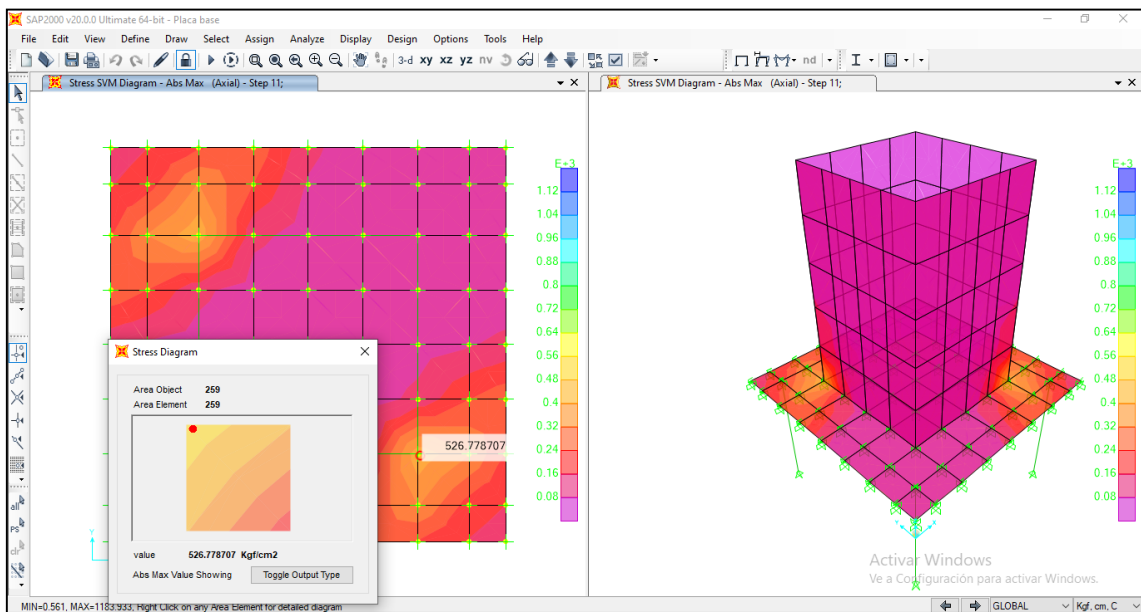 SAP2000 v20.0.0 Ultimate 64-bit - Placa base
File Edit View Define Draw Select Assign Analyze Display Design Options Tools Help
3-d xy xz yz nv nd
Stress SVM Diagram - Abs Max (Axial) - Step 11;
E+3
1.12
1.04
0.96
0.88
0.8
0.72
0.64
0.56
0.48
0.4
0.32
0.24
0.16
0.08
526.778707
Y
Stress Diagram
Area Object 259
Area Element 259
value 526.778707 Kgf/cm2
Abs Max Value Showing Toggle Output Type
Stress SVM Diagram - Abs Max (Axial) - Step 11;
E+3
1.12
1.04
0.96
0.88
0.8
0.72
0.64
0.56
0.48
0.4
0.32
0.24
0.16
0.08
Activar Windows
Ve a Configuración para activar Windows.
all
PS
dr
MIN=0.561, MAX=1183.933, Right Click on any Area Element for detailed diagram
GLOBAL
Kgf, cm, C